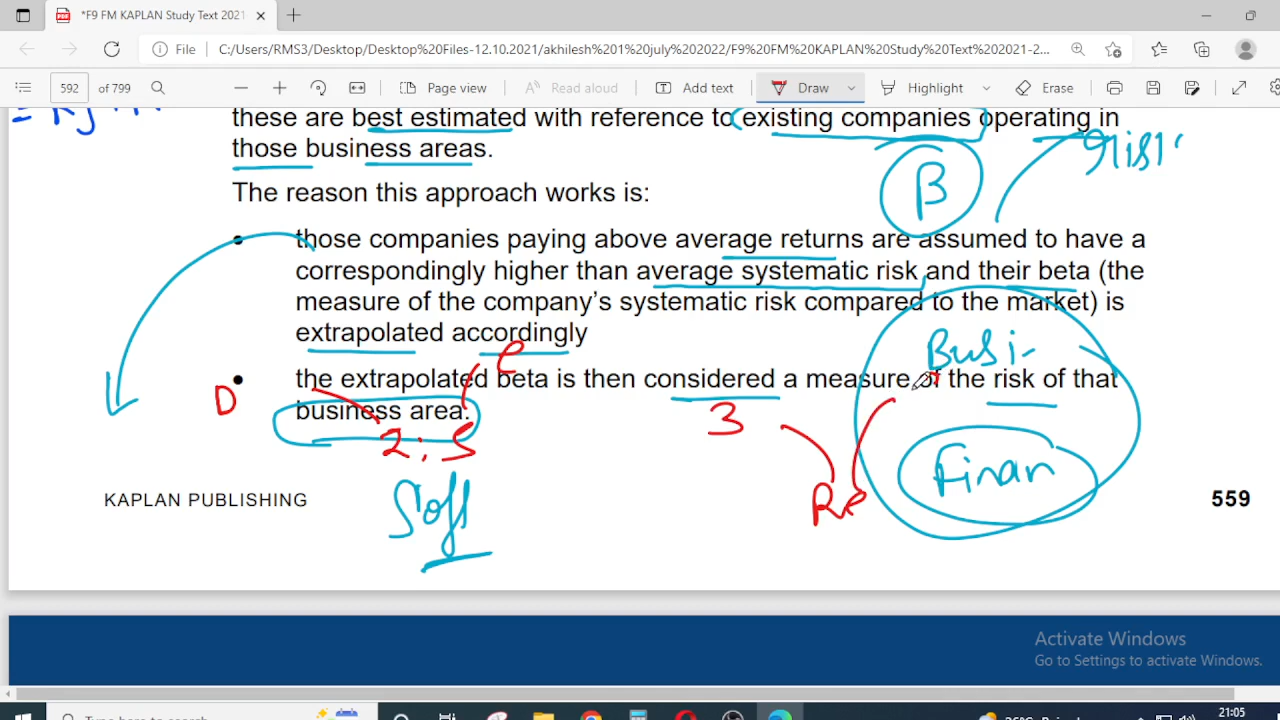 *F9 FM KAPLAN Study Text 2021
File
C:/Users/RMS3/Desktop/Desktop%20Files-12.10.2021/akhilesh%201%20july%202022/F9%20FM%20KAPLAN%20Study%20Text%202021-2...
592 of 799
Page view
Read aloud
Add text
Draw
Highlight
Erase
these are best estimated with reference to existing companies operating in
those business areas.
The reason this approach works is:
β
• those companies paying above average returns are assumed to have a
correspondingly higher than average systematic risk and their beta (the
measure of the company's systematic risk compared to the market) is
extrapolated accordingly
Busi-
• the extrapolated beta is then considered a measure of the risk of that
business area.
D
e
2:5
3
Finan
KAPLAN PUBLISHING
559
Activate Windows
Go to Settings to activate Windows.
Type here to search
21:05